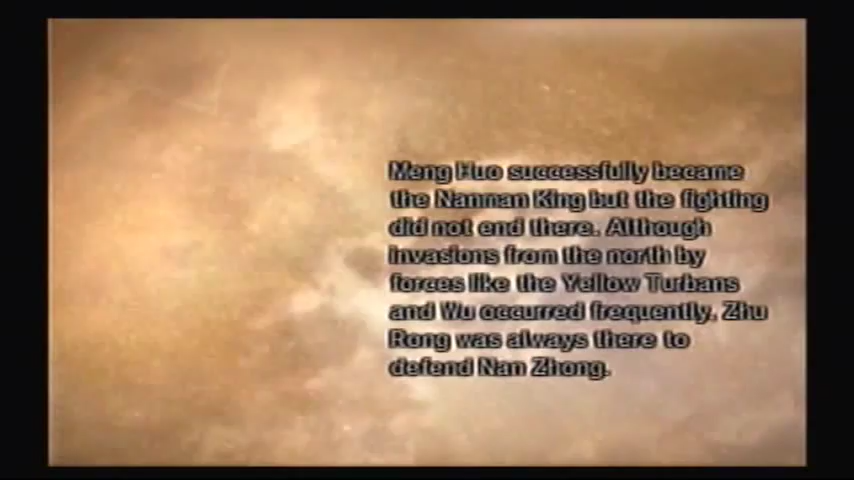 Meng Huo successfully became
the Nanman King but the fighting
did not end there. Although
invasions from the north by
forces like the Yellow Turbans
and Wu occurred frequently, Zhu
Rong was always there to
defend Nan Zhong.